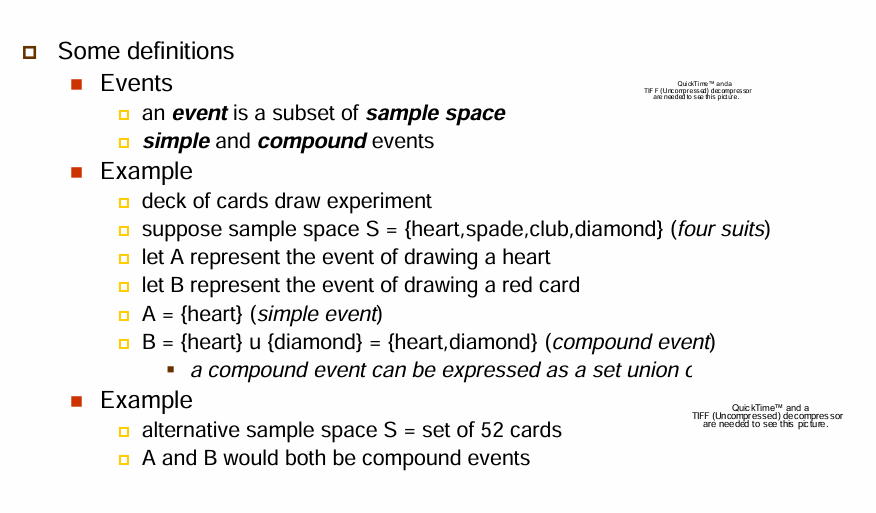 Some definitions
Events
an event is a subset of sample space
simple and compound events
Example
deck of cards draw experiment
suppose sample space S = {heart,spade,club,diamond} (four suits)
let A represent the event of drawing a heart
let B represent the event of drawing a red card
A = {heart} (simple event)
B = {heart} u {diamond} = {heart,diamond} (compound event)
a compound event can be expressed as a set union
Example
alternative sample space S = set of 52 cards
A and B would both be compound events
QuickTime™ and a
TIFF (Uncompressed) decompressor
are needed to see this picture.
QuickTime™ and a
TIFF (Uncompressed) decompressor
are needed to see this picture.